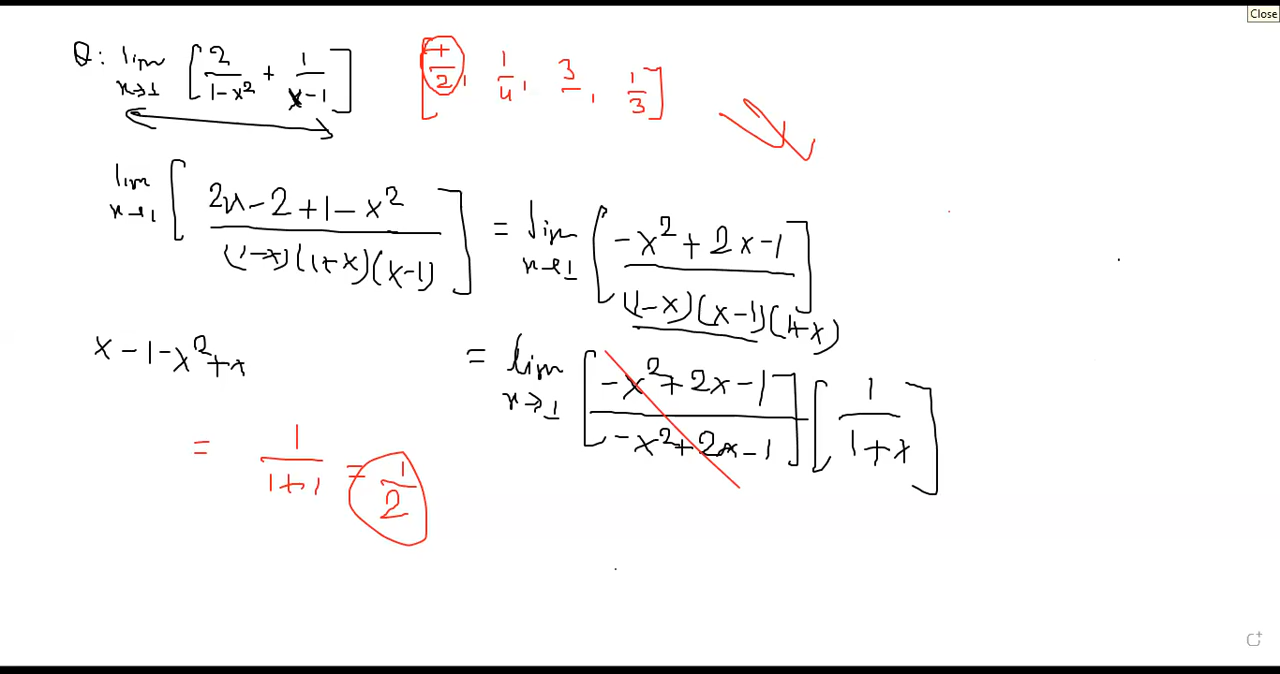 Close
Q: lim x→1 [2/(1-x²) + 1/(x-1)] [1/2, 1/4, 3/, 1/3]
lim x→1 [(2x-2+1-x²)/((1-x)(1+x)(x-1))] = lim x→1 [(-x²+2x-1)/((1-x)(x-1)(1+x))]
x-1-x²+x = lim x→1 [(-x²+2x-1)/(-x²+2x-1)] [1/(1+x)]
= 1/(1+1) = 1/2